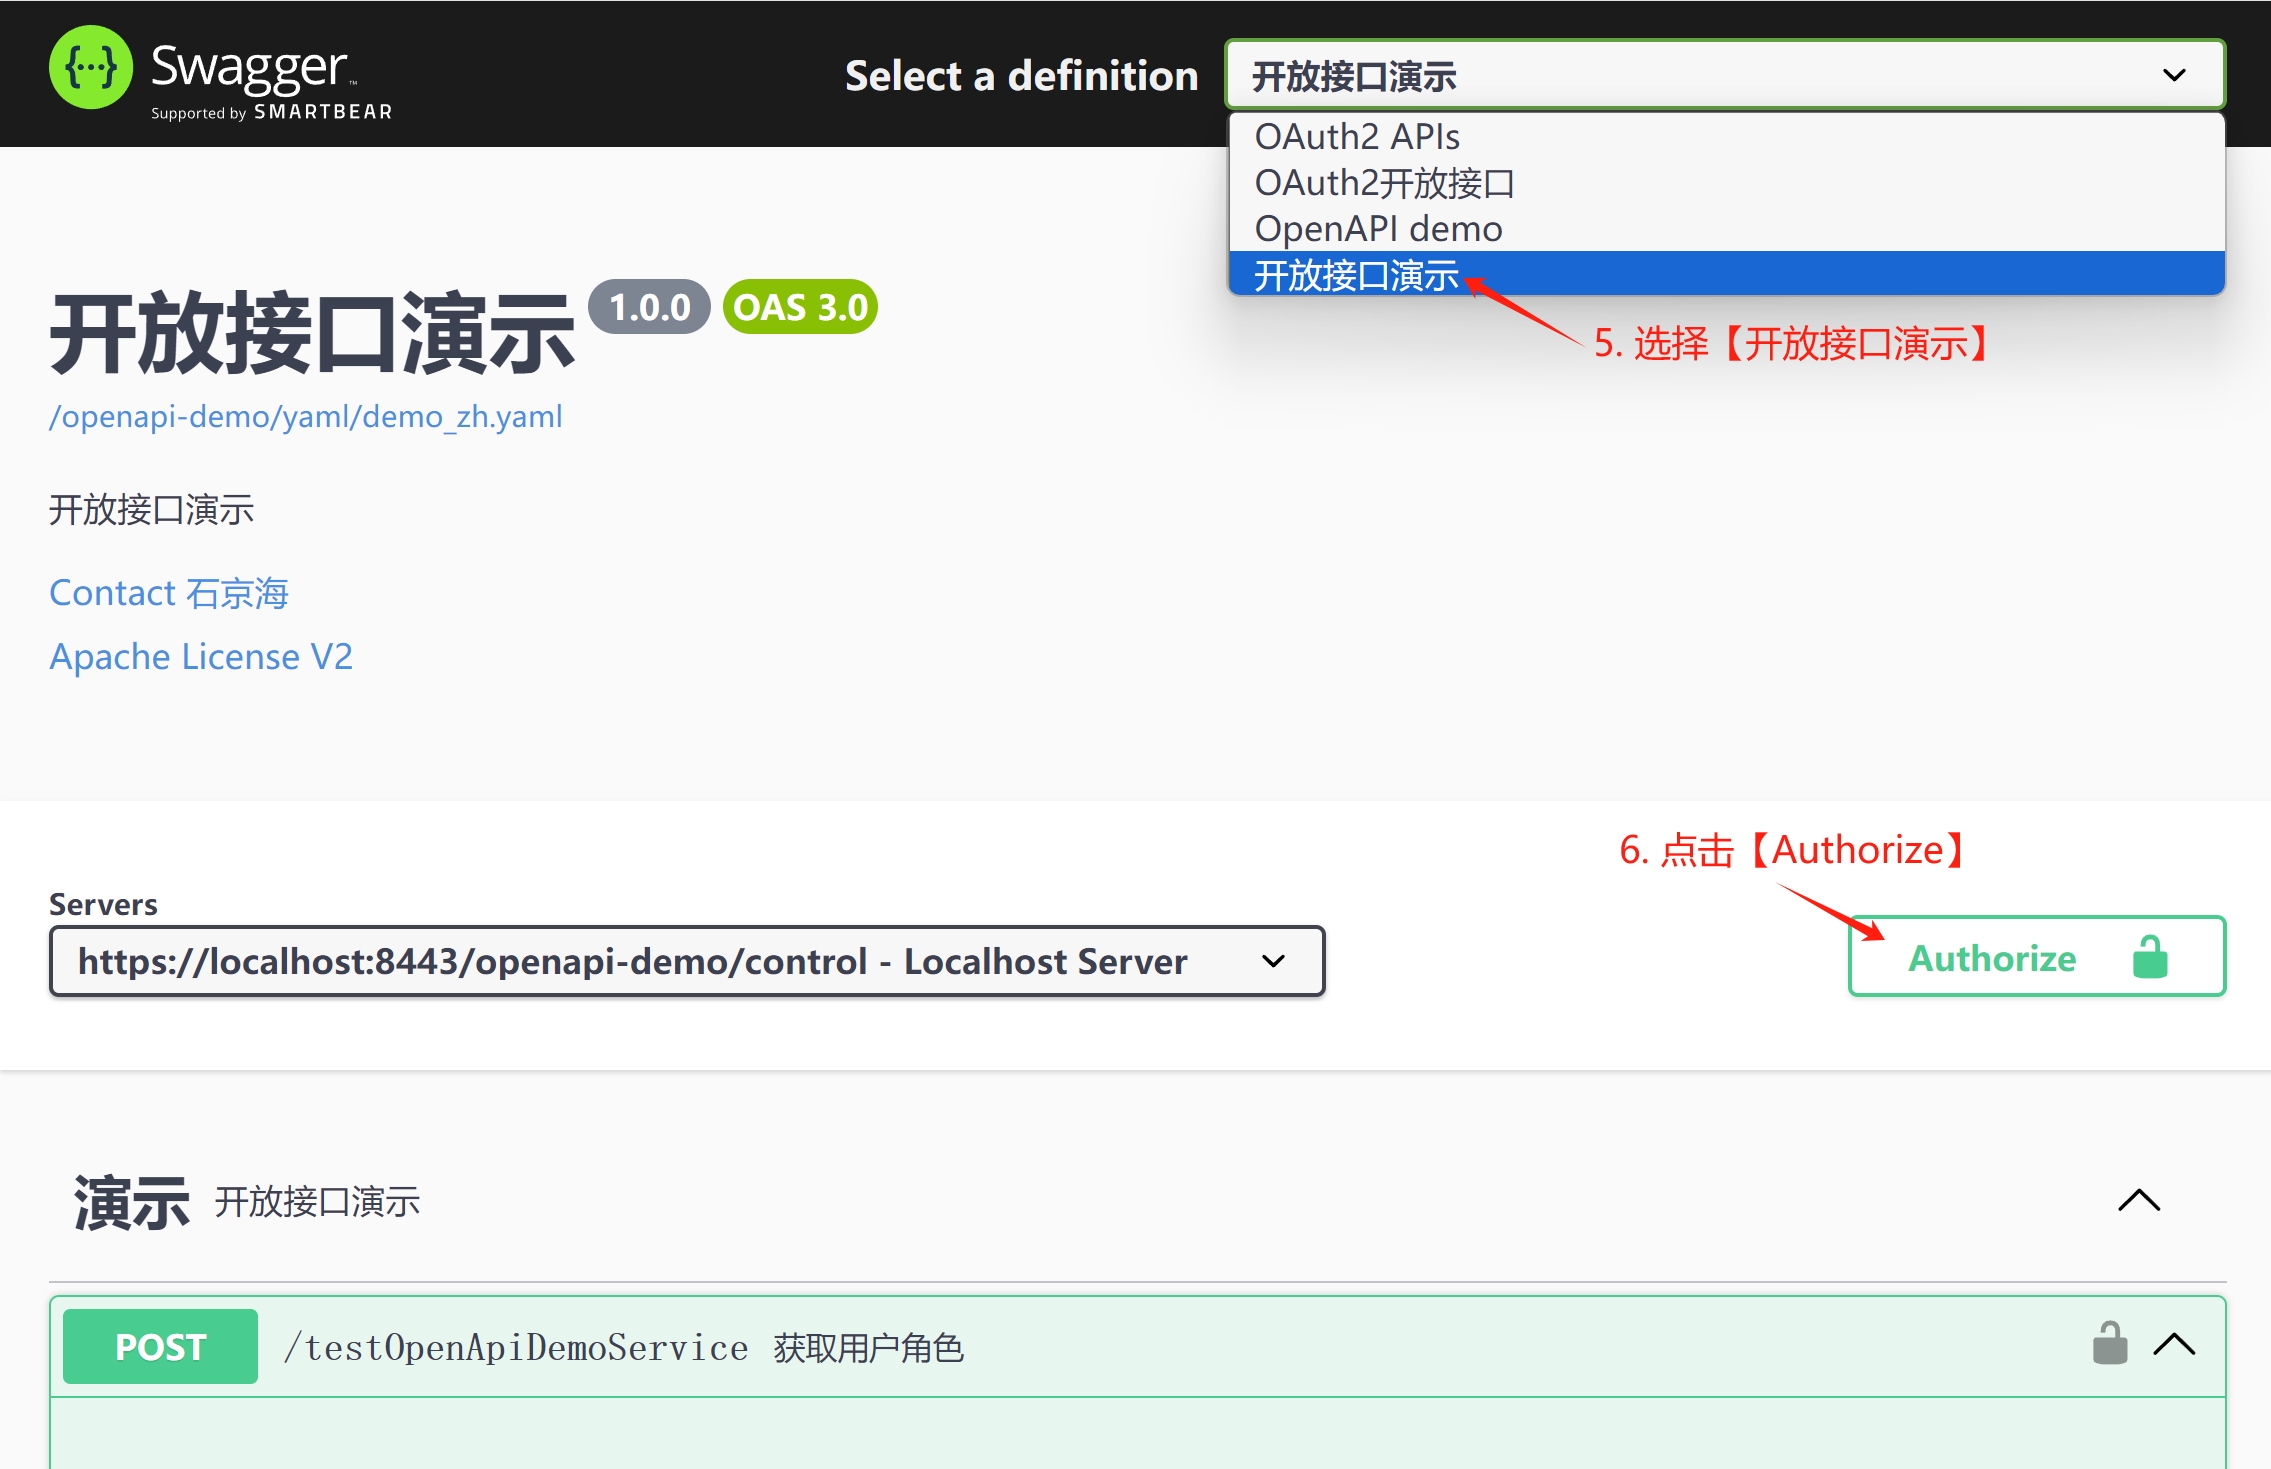 Swagger™
Supported by SMARTBEAR
Select a definition
开放接口演示
OAuth2 APIs
OAuth2开放接口
OpenAPI demo
开放接口演示
5. 选择【开放接口演示】
开放接口演示 1.0.0 OAS 3.0
/openapi-demo/yaml/demo_zh.yaml
开放接口演示
Contact 石京海
Apache License V2
6. 点击【Authorize】
Servers
https://localhost:8443/openapi-demo/control - Localhost Server
Authorize
演示 开放接口演示
POST /testOpenApiDemoService 获取用户角色